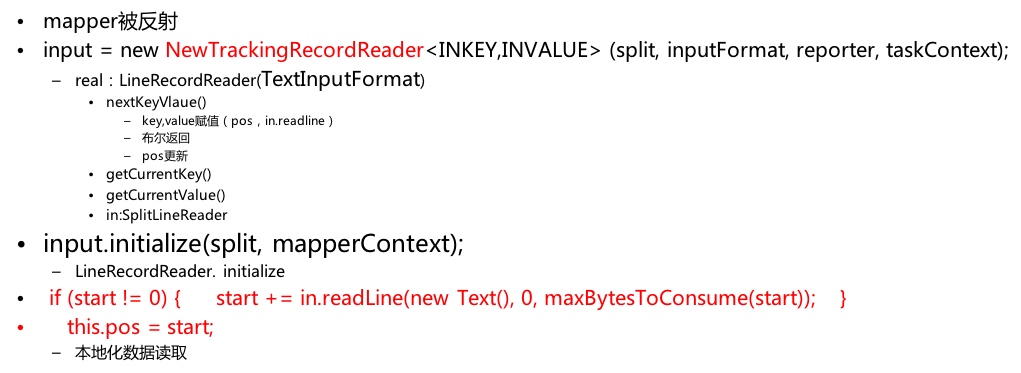 • mapper被反射
• input = new NewTrackingRecordReader<INKEY,INVALUE> (split, inputFormat, reporter, taskContext);
– real：LineRecordReader(TextInputFormat)
• nextKeyVlaue()
– key,value赋值（pos，in.readline）
– 布尔返回
– pos更新
• getCurrentKey()
• getCurrentValue()
• in:SplitLineReader
• input.initialize(split, mapperContext);
– LineRecordReader. initialize
• if (start != 0) { start += in.readLine(new Text(), 0, maxBytesToConsume(start)); }
• this.pos = start;
– 本地化数据读取